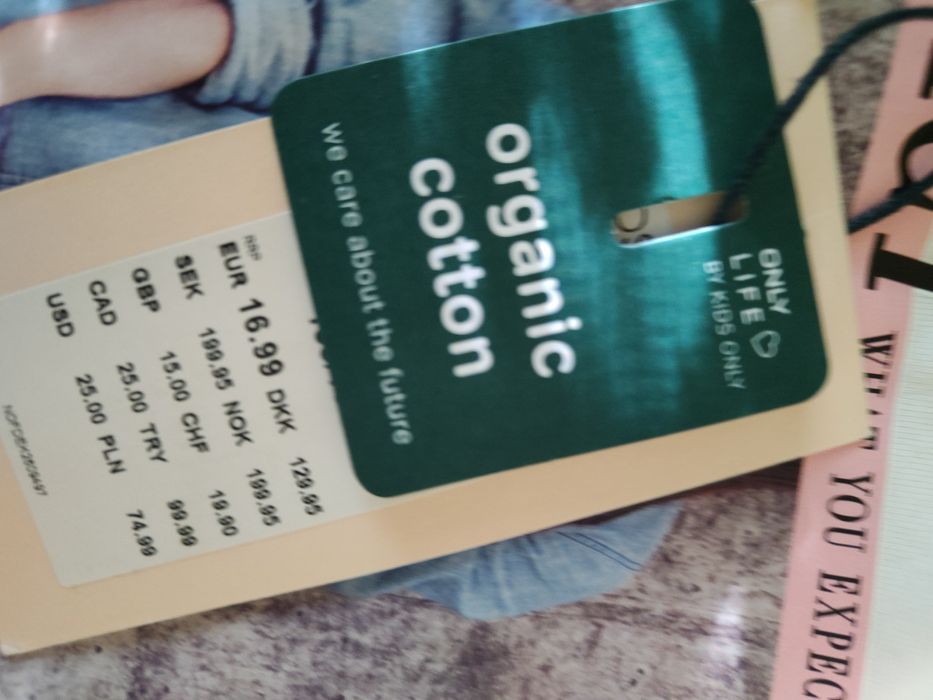 ONLY
LIFE
BY KIDS ONLY
organic
cotton
we care about the future
RRP
EUR 16.99 DKK 129.95
SEK 199.95 NOK 199.95
GBP 15.00 CHF 19.90
CAD 25.00 TRY 99.99
USD 25.00 PLN 74.99
WHAT YOU EXPEC